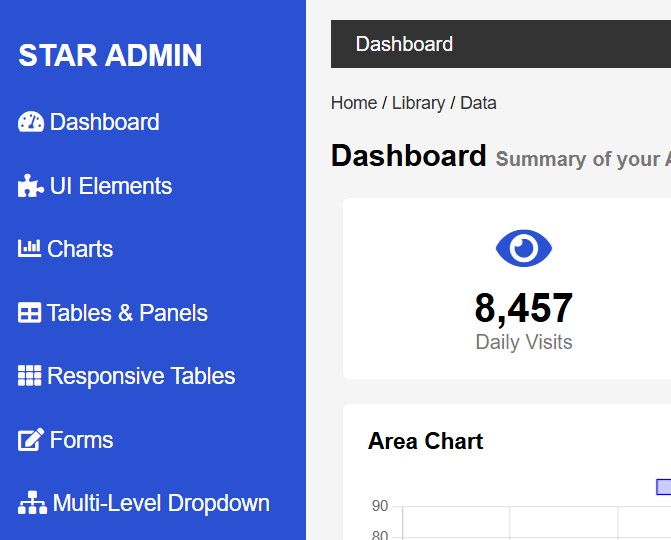 STAR ADMIN
Dashboard
UI Elements
Charts
Tables & Panels
Responsive Tables
Forms
Multi-Level Dropdown
Dashboard
Home / Library / Data
Dashboard Summary of your
8,457
Daily Visits
Area Chart
90
80